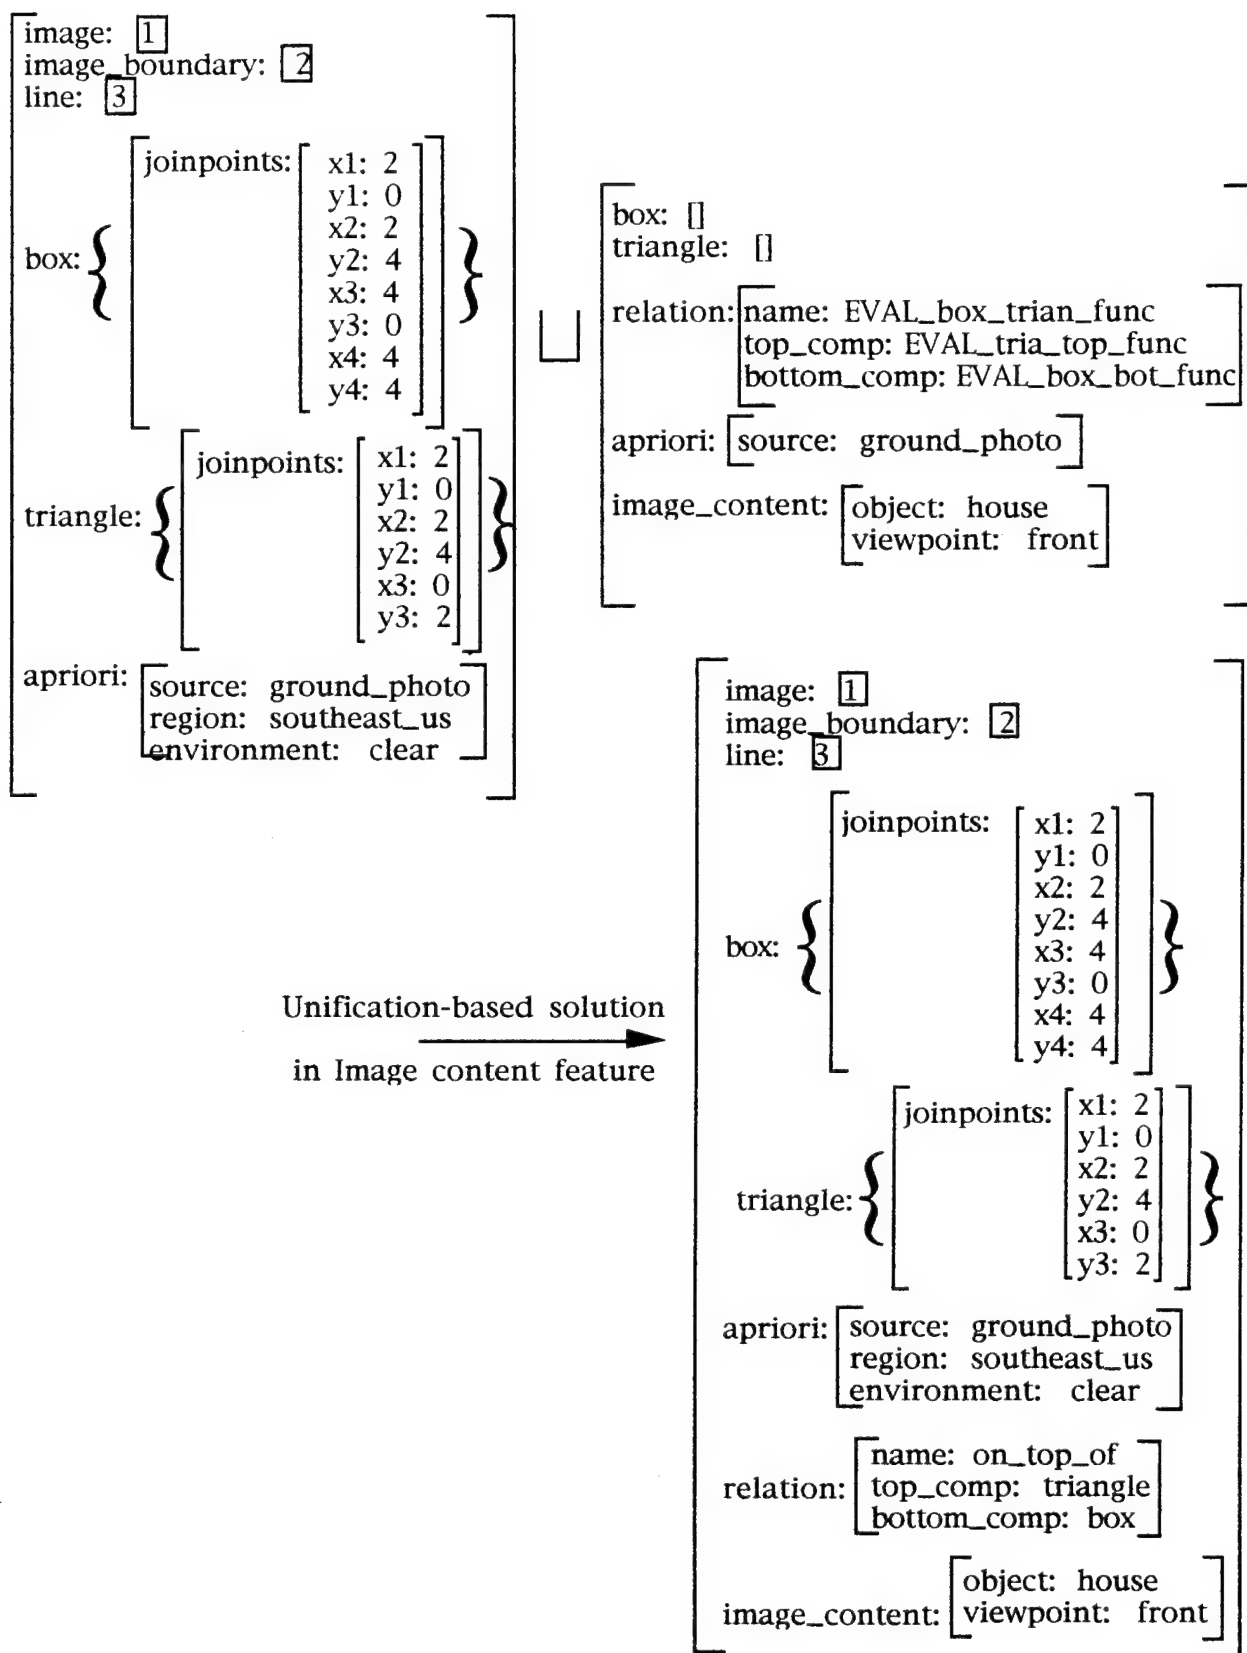 image: 1
image_boundary: 2
line: 3
box: { joinpoints: x1: 2
y1: 0
x2: 2
y2: 4
x3: 4
y3: 0
x4: 4
y4: 4 }
triangle: { joinpoints: x1: 2
y1: 0
x2: 2
y2: 4
x3: 0
y3: 2 }
apriori: source: ground_photo
region: southeast_us
environment: clear
⊔
box: []
triangle: []
relation: name: EVAL_box_trian_func
top_comp: EVAL_tria_top_func
bottom_comp: EVAL_box_bot_func
apriori: source: ground_photo
image_content: object: house
viewpoint: front
Unification-based solution
in Image content feature
image: 1
image_boundary: 2
line: 3
box: { joinpoints: x1: 2
y1: 0
x2: 2
y2: 4
x3: 4
y3: 0
x4: 4
y4: 4 }
triangle: { joinpoints: x1: 2
y1: 0
x2: 2
y2: 4
x3: 0
y3: 2 }
apriori: source: ground_photo
region: southeast_us
environment: clear
relation: name: on_top_of
top_comp: triangle
bottom_comp: box
image_content: object: house
viewpoint: front